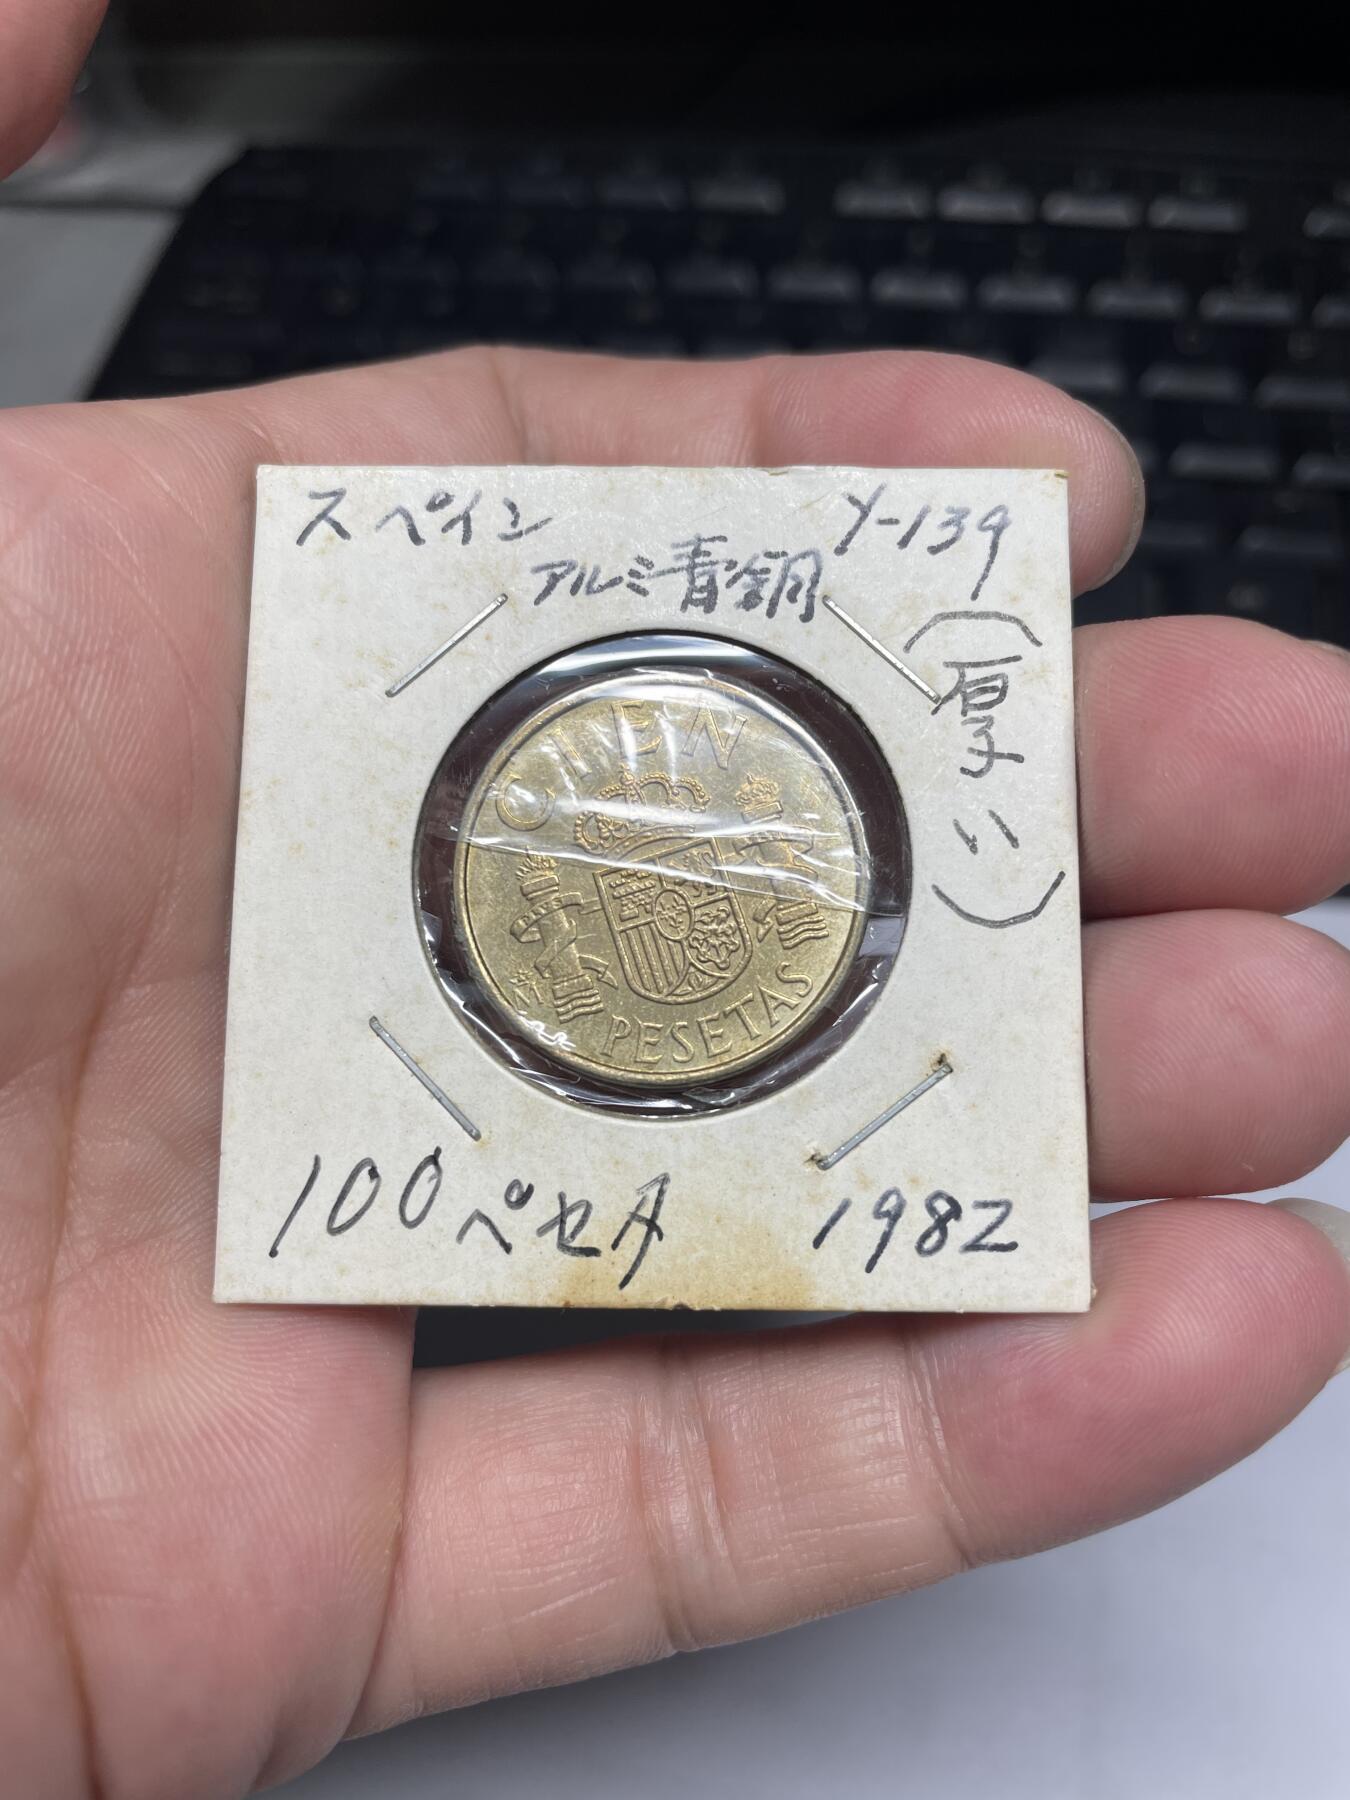 スペイン Y-139
アルミ青銅
(厚い)
CIEN
PLUS
M
PESETAS
100ペセタ 1982